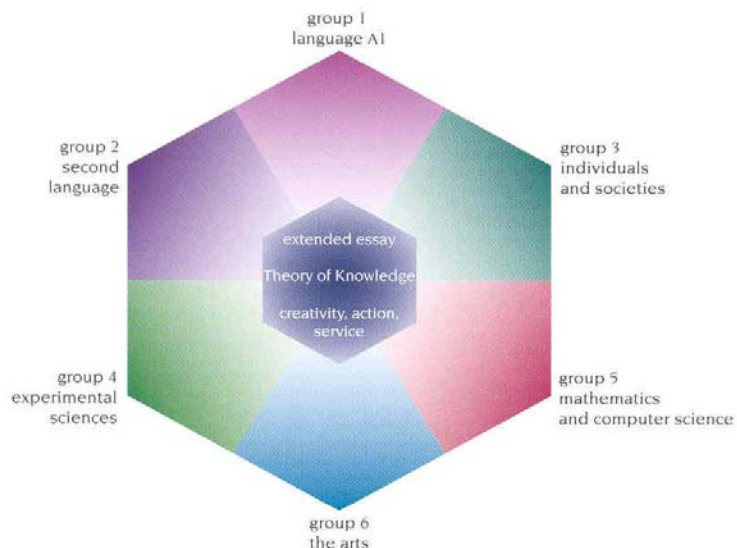 group 1
language A1
group 2
second
language
group 3
individuals
and societies
extended essay
Theory of Knowledge
creativity, action,
service
group 4
experimental
sciences
group 5
mathematics
and computer science
group 6
the arts